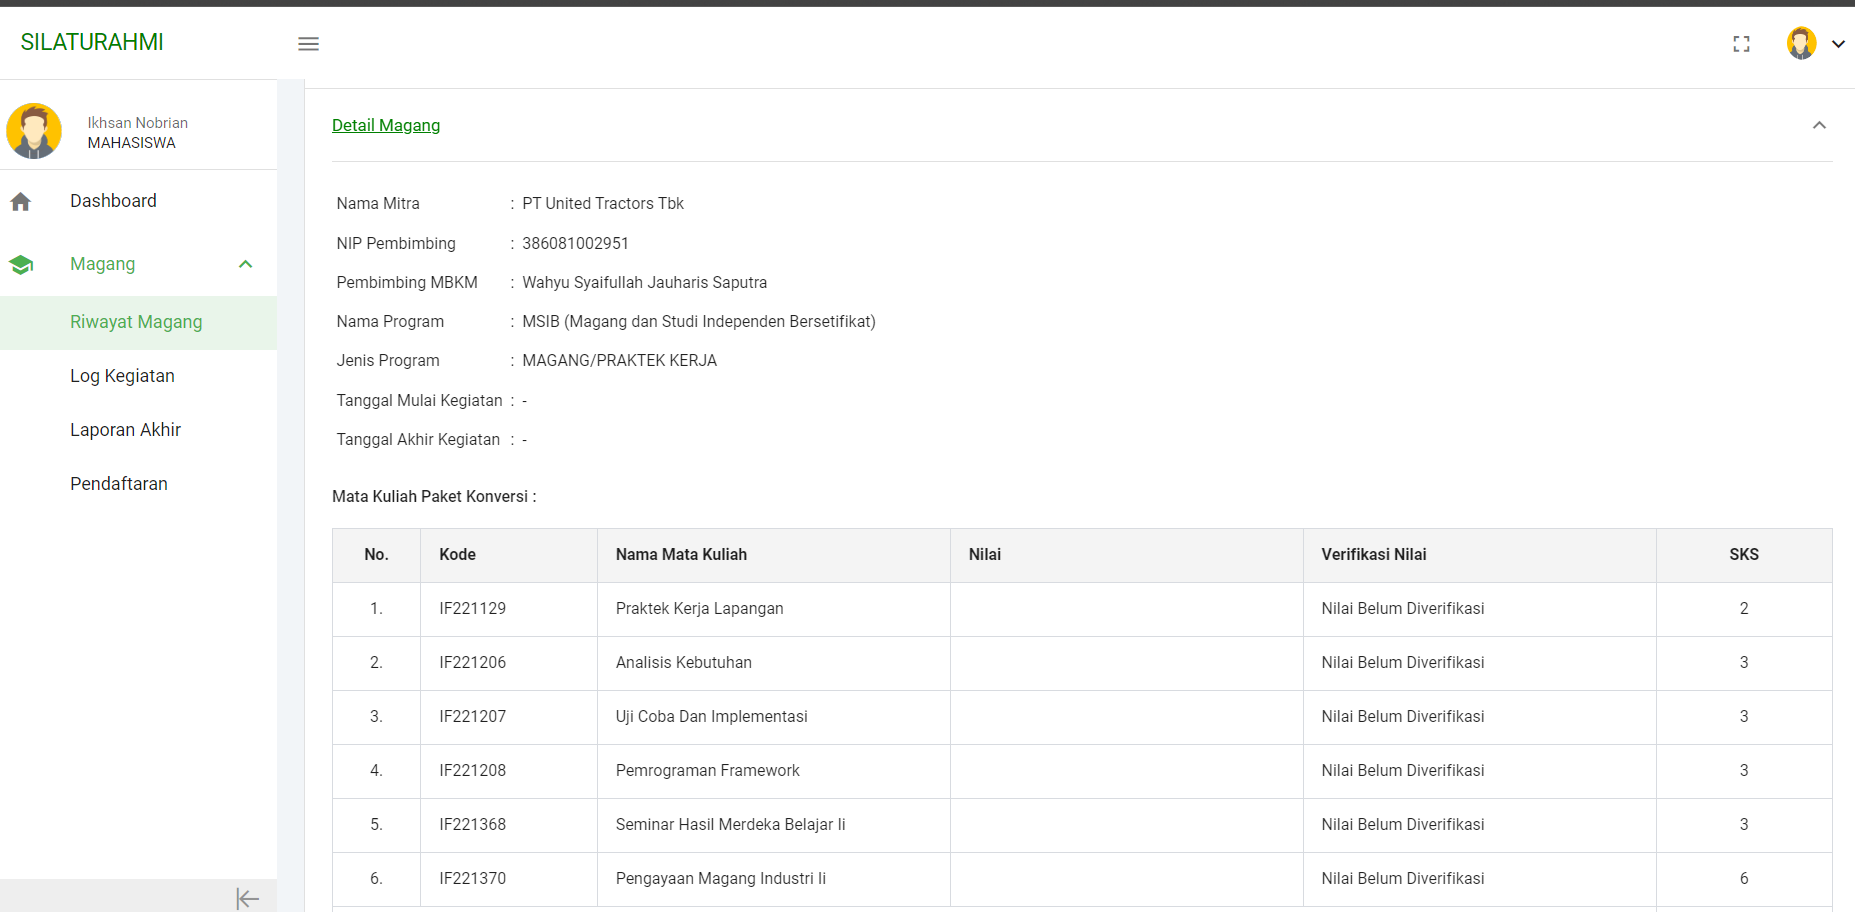 SILATURAHMI
Ikhsan Nobrian
MAHASISWA
Dashboard
Magang
Riwayat Magang
Log Kegiatan
Laporan Akhir
Pendaftaran
Detail Magang
Nama Mitra : PT United Tractors Tbk
NIP Pembimbing : 386081002951
Pembimbing MBKM : Wahyu Syaifullah Jauharis Saputra
Nama Program : MSIB (Magang dan Studi Independen Bersetifikat)
Jenis Program : MAGANG/PRAKTEK KERJA
Tanggal Mulai Kegiatan : -
Tanggal Akhir Kegiatan : -
Mata Kuliah Paket Konversi :
No. Kode Nama Mata Kuliah Nilai Verifikasi Nilai SKS
1. IF221129 Praktek Kerja Lapangan Nilai Belum Diverifikasi 2
2. IF221206 Analisis Kebutuhan Nilai Belum Diverifikasi 3
3. IF221207 Uji Coba Dan Implementasi Nilai Belum Diverifikasi 3
4. IF221208 Pemrograman Framework Nilai Belum Diverifikasi 3
5. IF221368 Seminar Hasil Merdeka Belajar Ii Nilai Belum Diverifikasi 3
6. IF221370 Pengayaan Magang Industri Ii Nilai Belum Diverifikasi 6